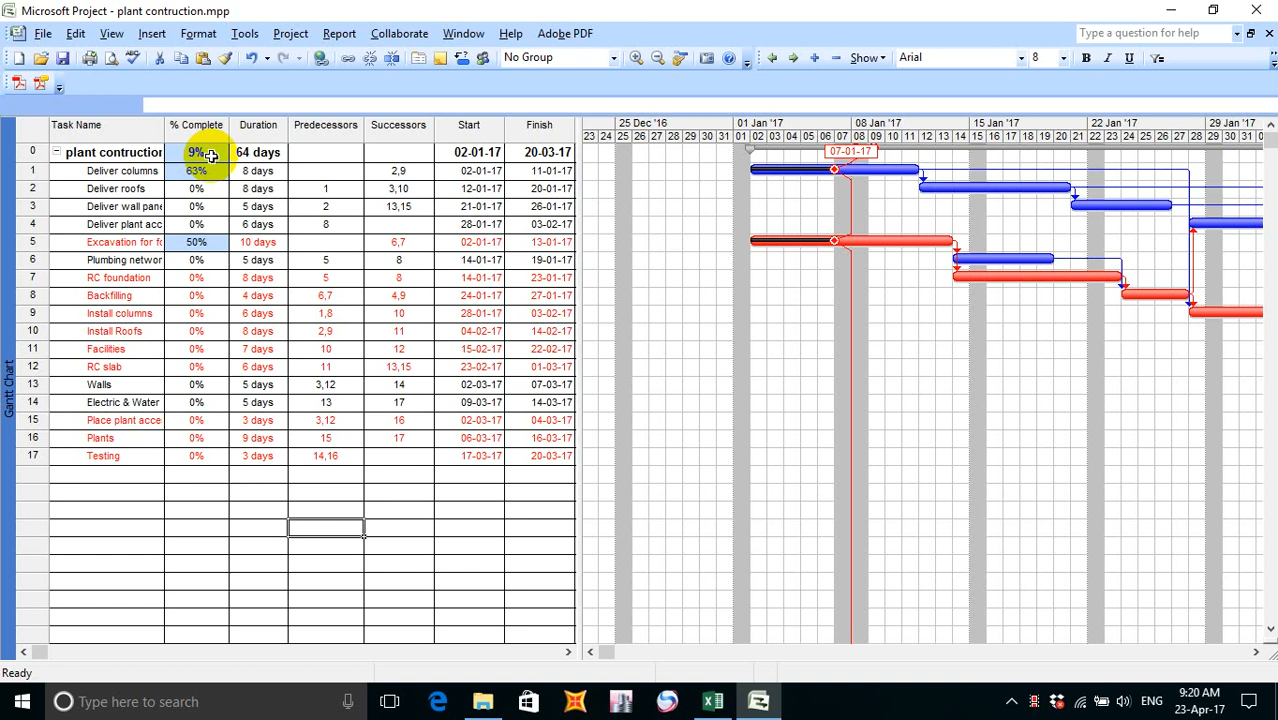 Microsoft Project - plant contruction.mpp
File Edit View Insert Format Tools Project Report Collaborate Window Help Adobe PDF
Type a question for help
No Group
Show
Arial
8
B I U
Task Name % Complete Duration Predecessors Successors Start Finish
0 plant contruction 9% 64 days 02-01-17 20-03-17
1 Deliver columns 63% 8 days 2,9 02-01-17 11-01-17
2 Deliver roofs 0% 8 days 1 3,10 12-01-17 20-01-17
3 Deliver wall pane 0% 5 days 2 13,15 21-01-17 26-01-17
4 Deliver plant acc 0% 6 days 8 28-01-17 03-02-17
5 Excavation for fo 50% 10 days 6,7 02-01-17 13-01-17
6 Plumbing networ 0% 5 days 5 8 14-01-17 19-01-17
7 RC foundation 0% 8 days 5 8 14-01-17 23-01-17
8 Backfilling 0% 4 days 6,7 4,9 24-01-17 27-01-17
9 Install columns 0% 6 days 1,8 10 28-01-17 03-02-17
10 Install Roofs 0% 8 days 2,9 11 04-02-17 14-02-17
11 Facilities 0% 7 days 10 12 15-02-17 22-02-17
12 RC slab 0% 6 days 11 13,15 23-02-17 01-03-17
13 Walls 0% 5 days 3,12 14 02-03-17 07-03-17
14 Electric & Water 0% 5 days 13 17 09-03-17 14-03-17
15 Place plant acce 0% 3 days 3,12 16 02-03-17 04-03-17
16 Plants 0% 9 days 15 17 06-03-17 16-03-17
17 Testing 0% 3 days 14,16 17-03-17 20-03-17
25 Dec '16 01 Jan '17 08 Jan '17 15 Jan '17 22 Jan '17 29 Jan '17
23 24 25 26 27 28 29 30 31 01 02 03 04 05 06 07 08 09 10 11 12 13 14 15 16 17 18 19 20 21 22 23 24 25 26 27 28 29 30 31
07-01-17
Gantt Chart
Ready
Type here to search
ENG
9:20 AM
23-Apr-17